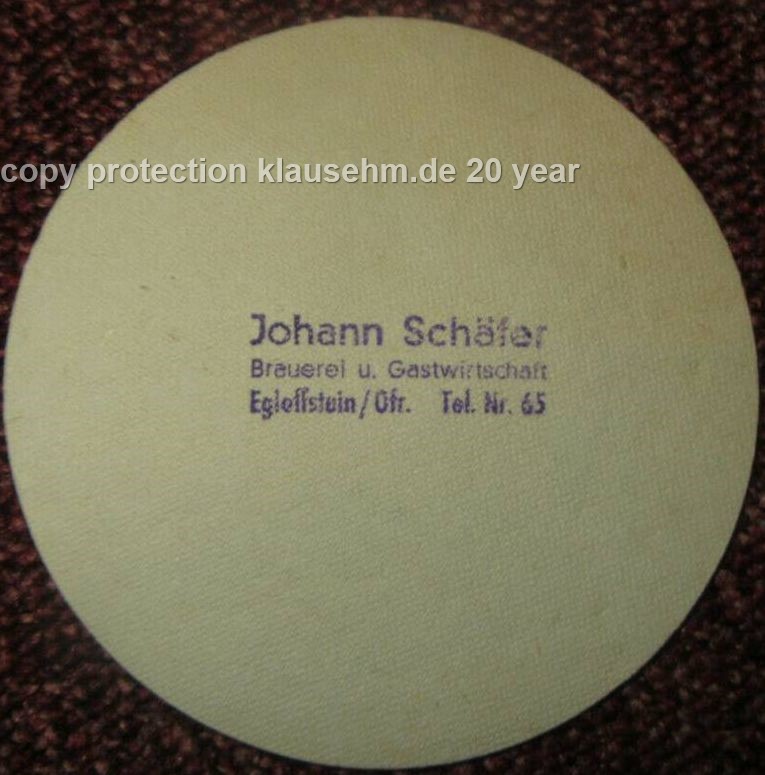 copy protection klausehm.de 20 year
Johann Schäfer
Brauerei u. Gastwirtschaft
Egloffstein/Ofr. Tel. Nr. 65